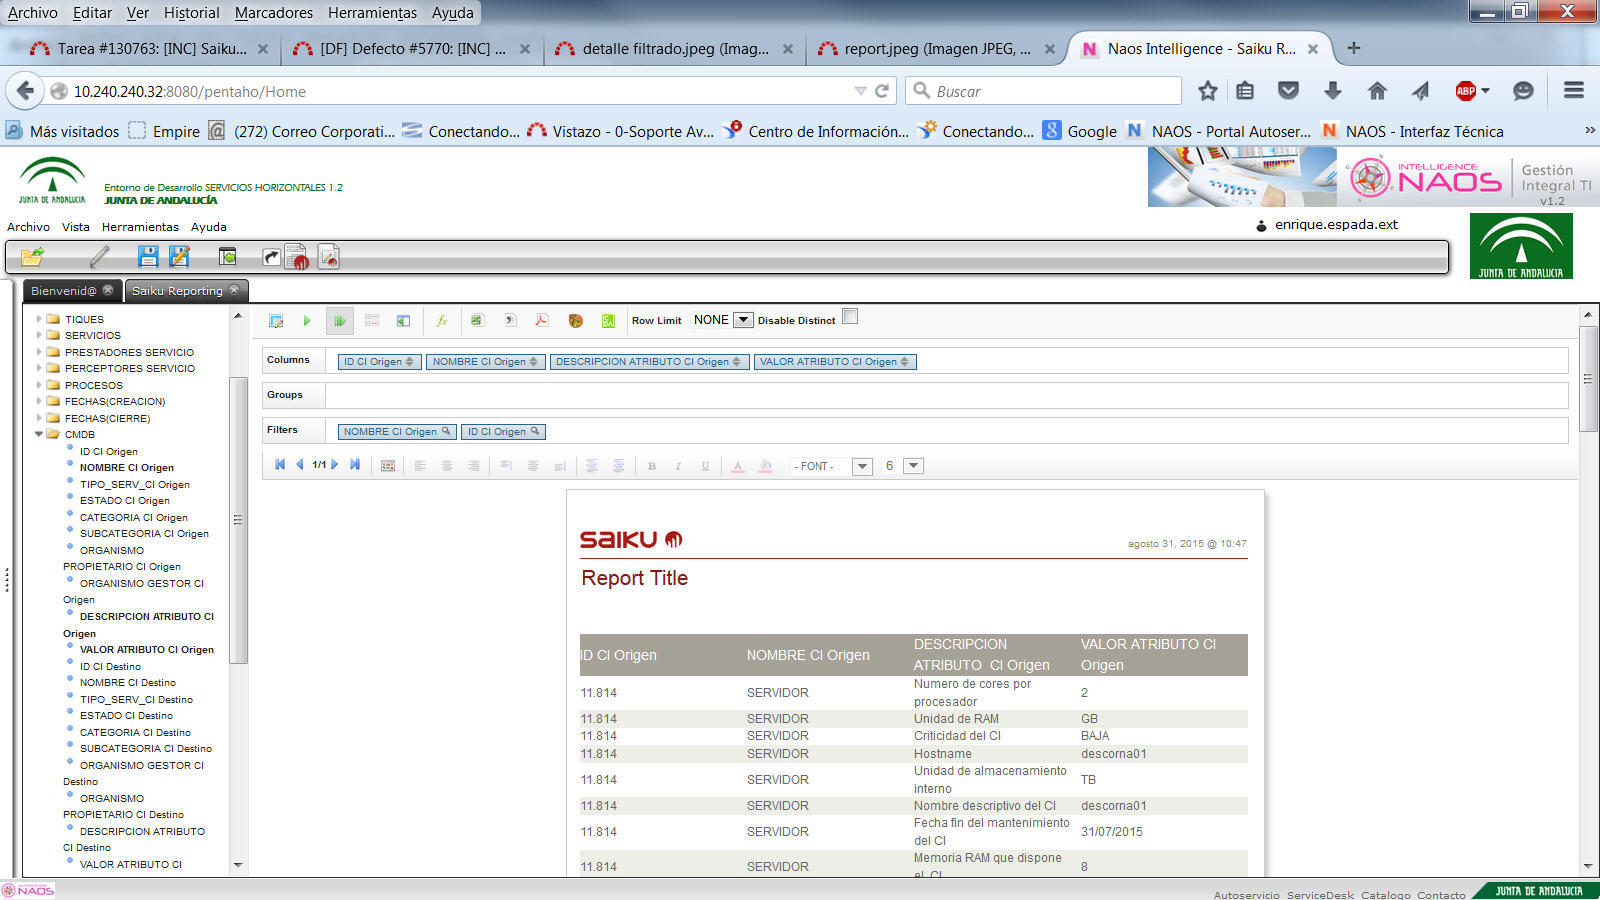 Archivo Editar Ver Historial Marcadores Herramientas Ayuda
Tarea #130763: [INC] Saiku... [DF] Defecto #5770: [INC] ... detalle filtrado.jpeg (Imag... report.jpeg (Imagen JPEG, ... Naos Intelligence - Saiku R...
10.240.240.32:8080/pentaho/Home Buscar ABP
Más visitados Empire (272) Correo Corporati... Conectando... Vistazo - 0-Soporte Av... Centro de Información... Conectando... Google NAOS - Portal Autoser... NAOS - Interfaz Técnica
JUNTA DE ANDALUCIA
Entorno de Desarrollo SERVICIOS HORIZONTALES 1.2
JUNTA DE ANDALUCÍA
INTELLIGENCE
NAOS
Gestión
Integral TI
v1.2
Archivo Vista Herramientas Ayuda
enrique.espada.ext
JUNTA DE ANDALUCIA
Bienvenid@ Saiku Reporting
TIQUES
SERVICIOS
PRESTADORES SERVICIO
PERCEPTORES SERVICIO
PROCESOS
FECHAS(CREACION)
FECHAS(CIERRE)
CMDB
ID CI Origen
NOMBRE CI Origen
TIPO_SERV_CI Origen
ESTADO CI Origen
CATEGORIA CI Origen
SUBCATEGORIA CI Origen
ORGANISMO
PROPIETARIO CI Origen
ORGANISMO GESTOR CI
Origen
DESCRIPCION ATRIBUTO CI
Origen
VALOR ATRIBUTO CI Origen
ID CI Destino
NOMBRE CI Destino
TIPO_SERV_CI Destino
ESTADO CI Destino
CATEGORIA CI Destino
SUBCATEGORIA CI Destino
ORGANISMO GESTOR CI
Destino
ORGANISMO
PROPIETARIO CI Destino
DESCRIPCION ATRIBUTO
CI Destino
VALOR ATRIBUTO CI
Row Limit NONE Disable Distinct
Columns ID CI Origen NOMBRE CI Origen DESCRIPCION ATRIBUTO CI Origen VALOR ATRIBUTO CI Origen
Groups
Filters NOMBRE CI Origen ID CI Origen
1/1 B I U A - FONT - 6
saiku
agosto 31, 2015 @ 10:47
Report Title
ID CI Origen NOMBRE CI Origen DESCRIPCION ATRIBUTO CI Origen VALOR ATRIBUTO CI Origen
11.814 SERVIDOR Numero de cores por procesador 2
11.814 SERVIDOR Unidad de RAM GB
11.814 SERVIDOR Criticidad del CI BAJA
11.814 SERVIDOR Hostname descorna01
11.814 SERVIDOR Unidad de almacenamiento interno TB
11.814 SERVIDOR Nombre descriptivo del CI descorna01
11.814 SERVIDOR Fecha fin del mantenimiento del CI 31/07/2015
11.814 SERVIDOR Memoria RAM que dispone el CI 8
NAOS
Autoservicio ServiceDesk Catalogo Contacto
JUNTA DE ANDALUCIA